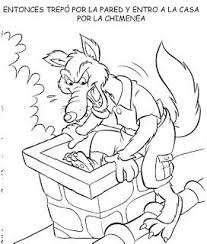 ENTONCES TREPÓ POR LA PARED Y ENTRO A LA CASA
POR LA CHIMENEA